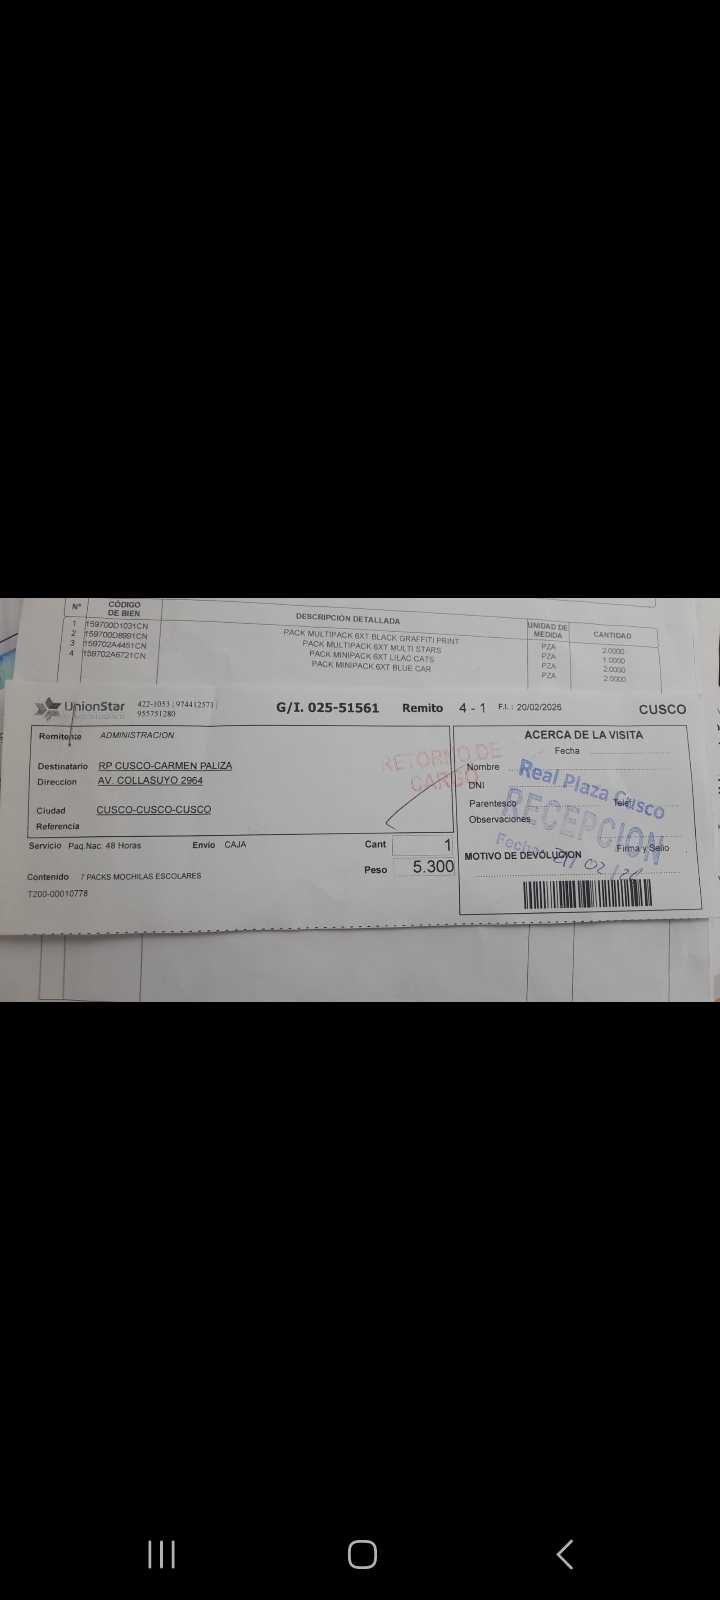 N° CÓDIGO DE BIEN DESCRIPCIÓN DETALLADA UNIDAD DE MEDIDA CANTIDAD
1 159700D1031CN PACK MULTIPACK 6XT BLACK GRAFFITI PRINT PZA 2.0000
2 159700D8991CN PACK MULTIPACK 6XT MULTI STARS PZA 1.0000
3 159702A4451CN PACK MINIPACK 6XT LILAC CATS PZA 2.0000
4 159702A6721CN PACK MINIPACK 6XT BLUE CAR PZA 2.0000
UnionStar 422-1053 | 974412571 |
955751280
G/I. 025-51561 Remito 4 - 1 F.I. : 20/02/2026 CUSCO
Remitente ADMINISTRACION
Destinatario RP CUSCO-CARMEN PALIZA
Direccion AV. COLLASUYO 2964
Ciudad CUSCO-CUSCO-CUSCO
Referencia
RETORNO DE
CARGO
Servicio Paq.Nac. 48 Horas Envío CAJA Cant 1
Peso 5.300
Contenido 7 PACKS MOCHILAS ESCOLARES
T200-00010778
ACERCA DE LA VISITA
Fecha
Nombre
DNI
Parentesco Telef.
Observaciones
Firma y Sello
MOTIVO DE DEVOLUCION
Real Plaza Cusco
RECEPCION
Fecha: